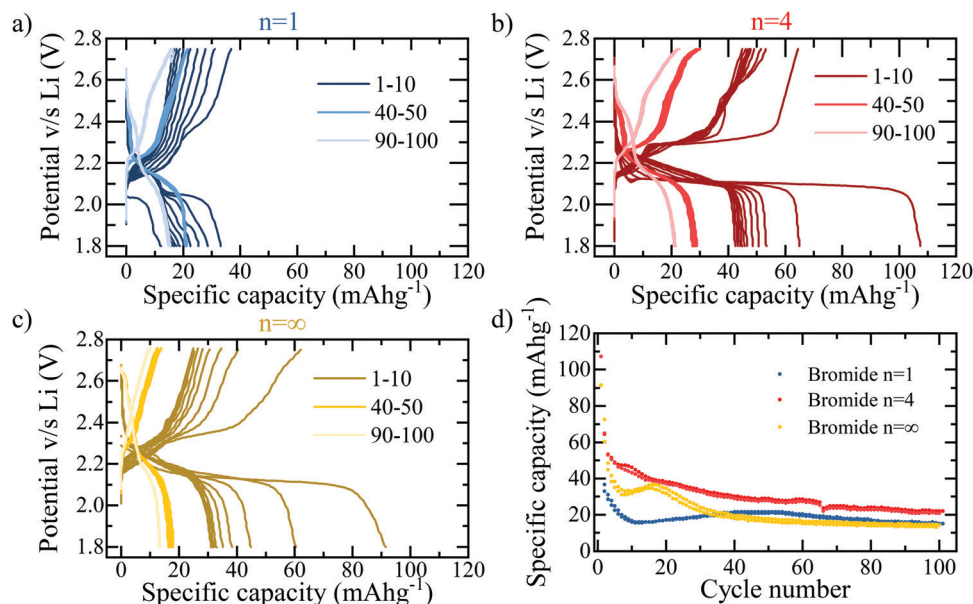 a)
n=1
Potential v/s Li (V)
2.8
2.6
2.4
2.2
2.0
1.8
1-10
40-50
90-100
0 20 40 60 80 100 120
Specific capacity (mAhg⁻¹)
b)
n=4
Potential v/s Li (V)
2.8
2.6
2.4
2.2
2.0
1.8
1-10
40-50
90-100
0 20 40 60 80 100 120
Specific capacity (mAhg⁻¹)
c)
n=∞
Potential v/s Li (V)
2.8
2.6
2.4
2.2
2.0
1.8
1-10
40-50
90-100
0 20 40 60 80 100 120
Specific capacity (mAhg⁻¹)
d)
Specific capacity (mAhg⁻¹)
120
100
80
60
40
20
0
Bromide n=1
Bromide n=4
Bromide n=∞
0 20 40 60 80 100
Cycle number